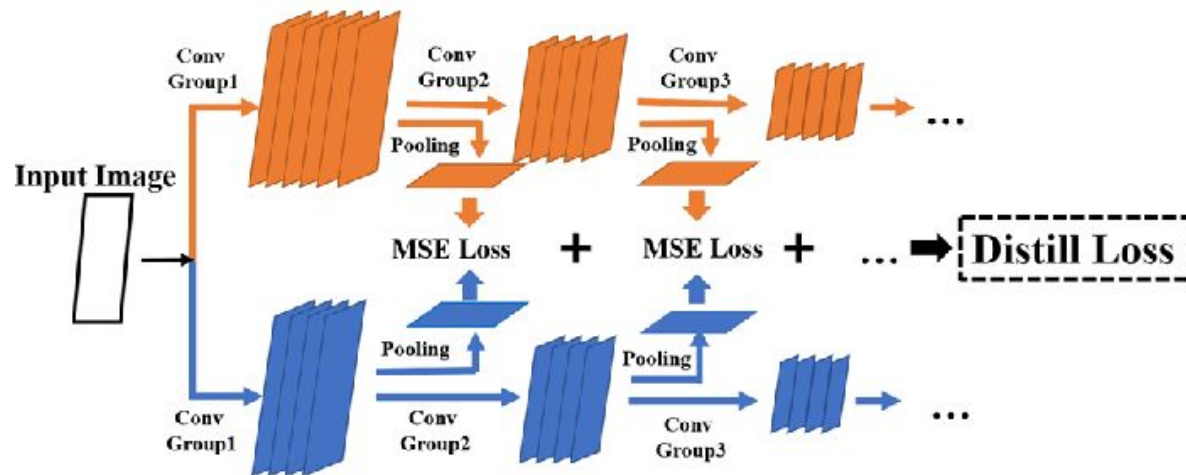 Conv
Group1
Conv
Group2
Conv
Group3
Pooling
Pooling
...
Input Image
MSE Loss + MSE Loss + ... Distill Loss
Pooling
Pooling
Conv
Group1
Conv
Group2
Conv
Group3
...